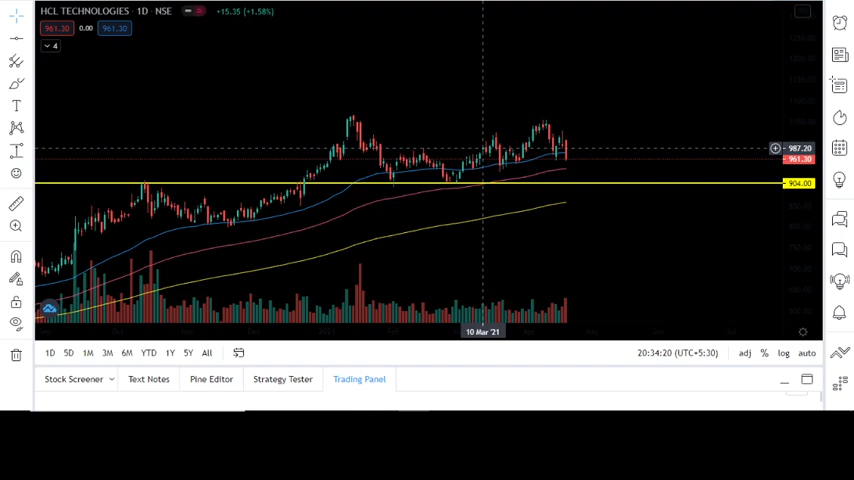 HCL TECHNOLOGIES · 1D · NSE +15.35 (+1.58%)
961.30 0.00 961.30
4
987.20
961.30
904.00
10 Mar '21
1D 5D 1M 3M 6M YTD 1Y 5Y All 20:34:20 (UTC+5:30) adj % log auto
Stock Screener Text Notes Pine Editor Strategy Tester Trading Panel